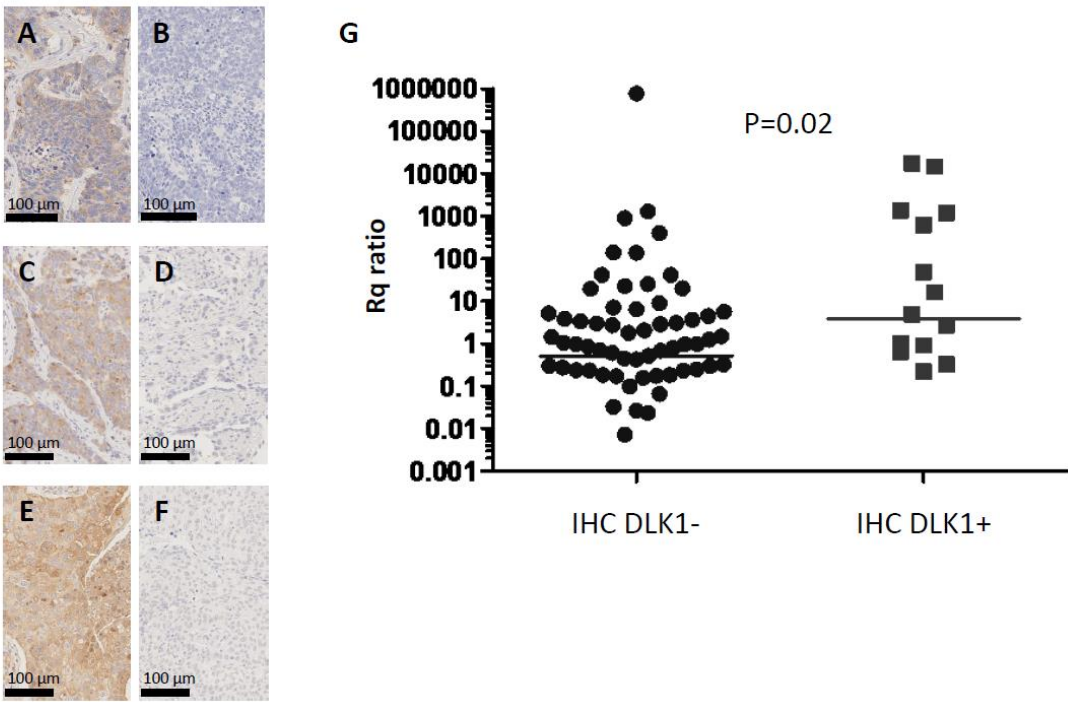 A
B
G
100 µm
100 µm
C
D
100 µm
100 µm
E
F
100 µm
100 µm
1000000
100000
10000
1000
100
10
1
0.1
0.01
0.001
Rq ratio
P=0.02
IHC DLK1-
IHC DLK1+